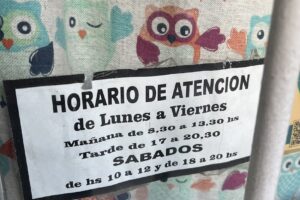 HORARIO DE ATENCION
de Lunes a Viernes
Mañana de 8.30 a 13.30 hs
Tarde de 17 a 20,30
SABADOS
de hs 10 a 12 y de 18 a 20 hs